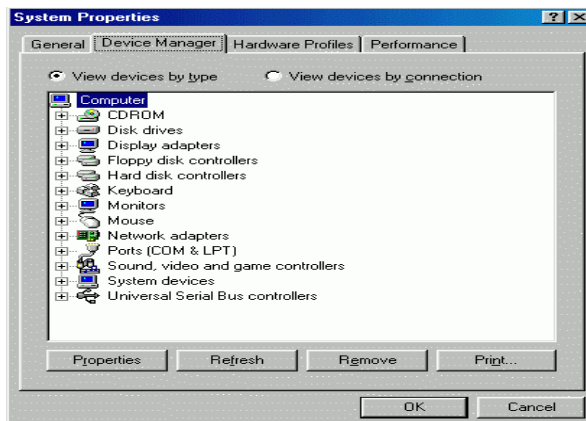 System Properties
General Device Manager Hardware Profiles Performance
View devices by type View devices by connection
Computer
CDROM
Disk drives
Display adapters
Floppy disk controllers
Hard disk controllers
Keyboard
Monitors
Mouse
Network adapters
Ports (COM & LPT)
Sound, video and game controllers
System devices
Universal Serial Bus controllers
Properties Refresh Remove Print...
OK Cancel